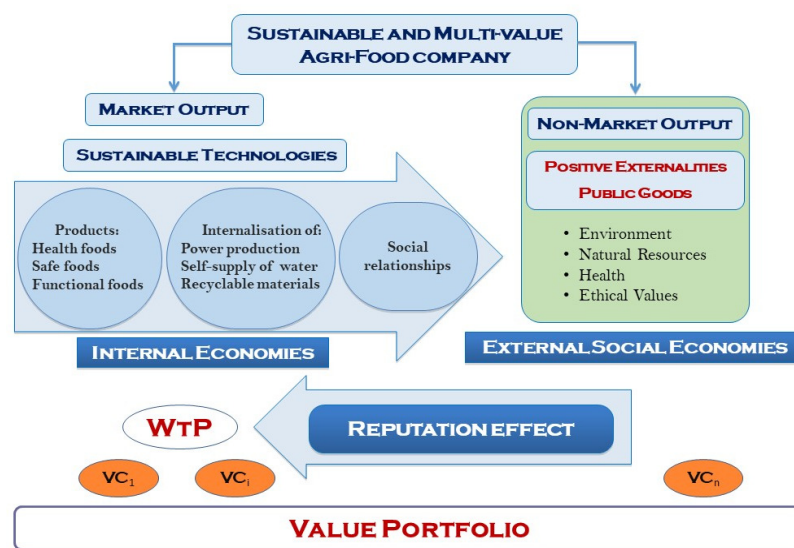 Sustainable and Multi-value
Agri-Food company
Market Output
Sustainable Technologies
Products:
Health foods
Safe foods
Functional foods
Internalisation of:
Power production
Self-supply of water
Recyclable materials
Social
relationships
Internal Economies
Non-Market Output
Positive Externalities
Public Goods
• Environment
• Natural Resources
• Health
• Ethical Values
External Social Economies
WtP
Reputation effect
VC1
VCi
VCn
Value Portfolio